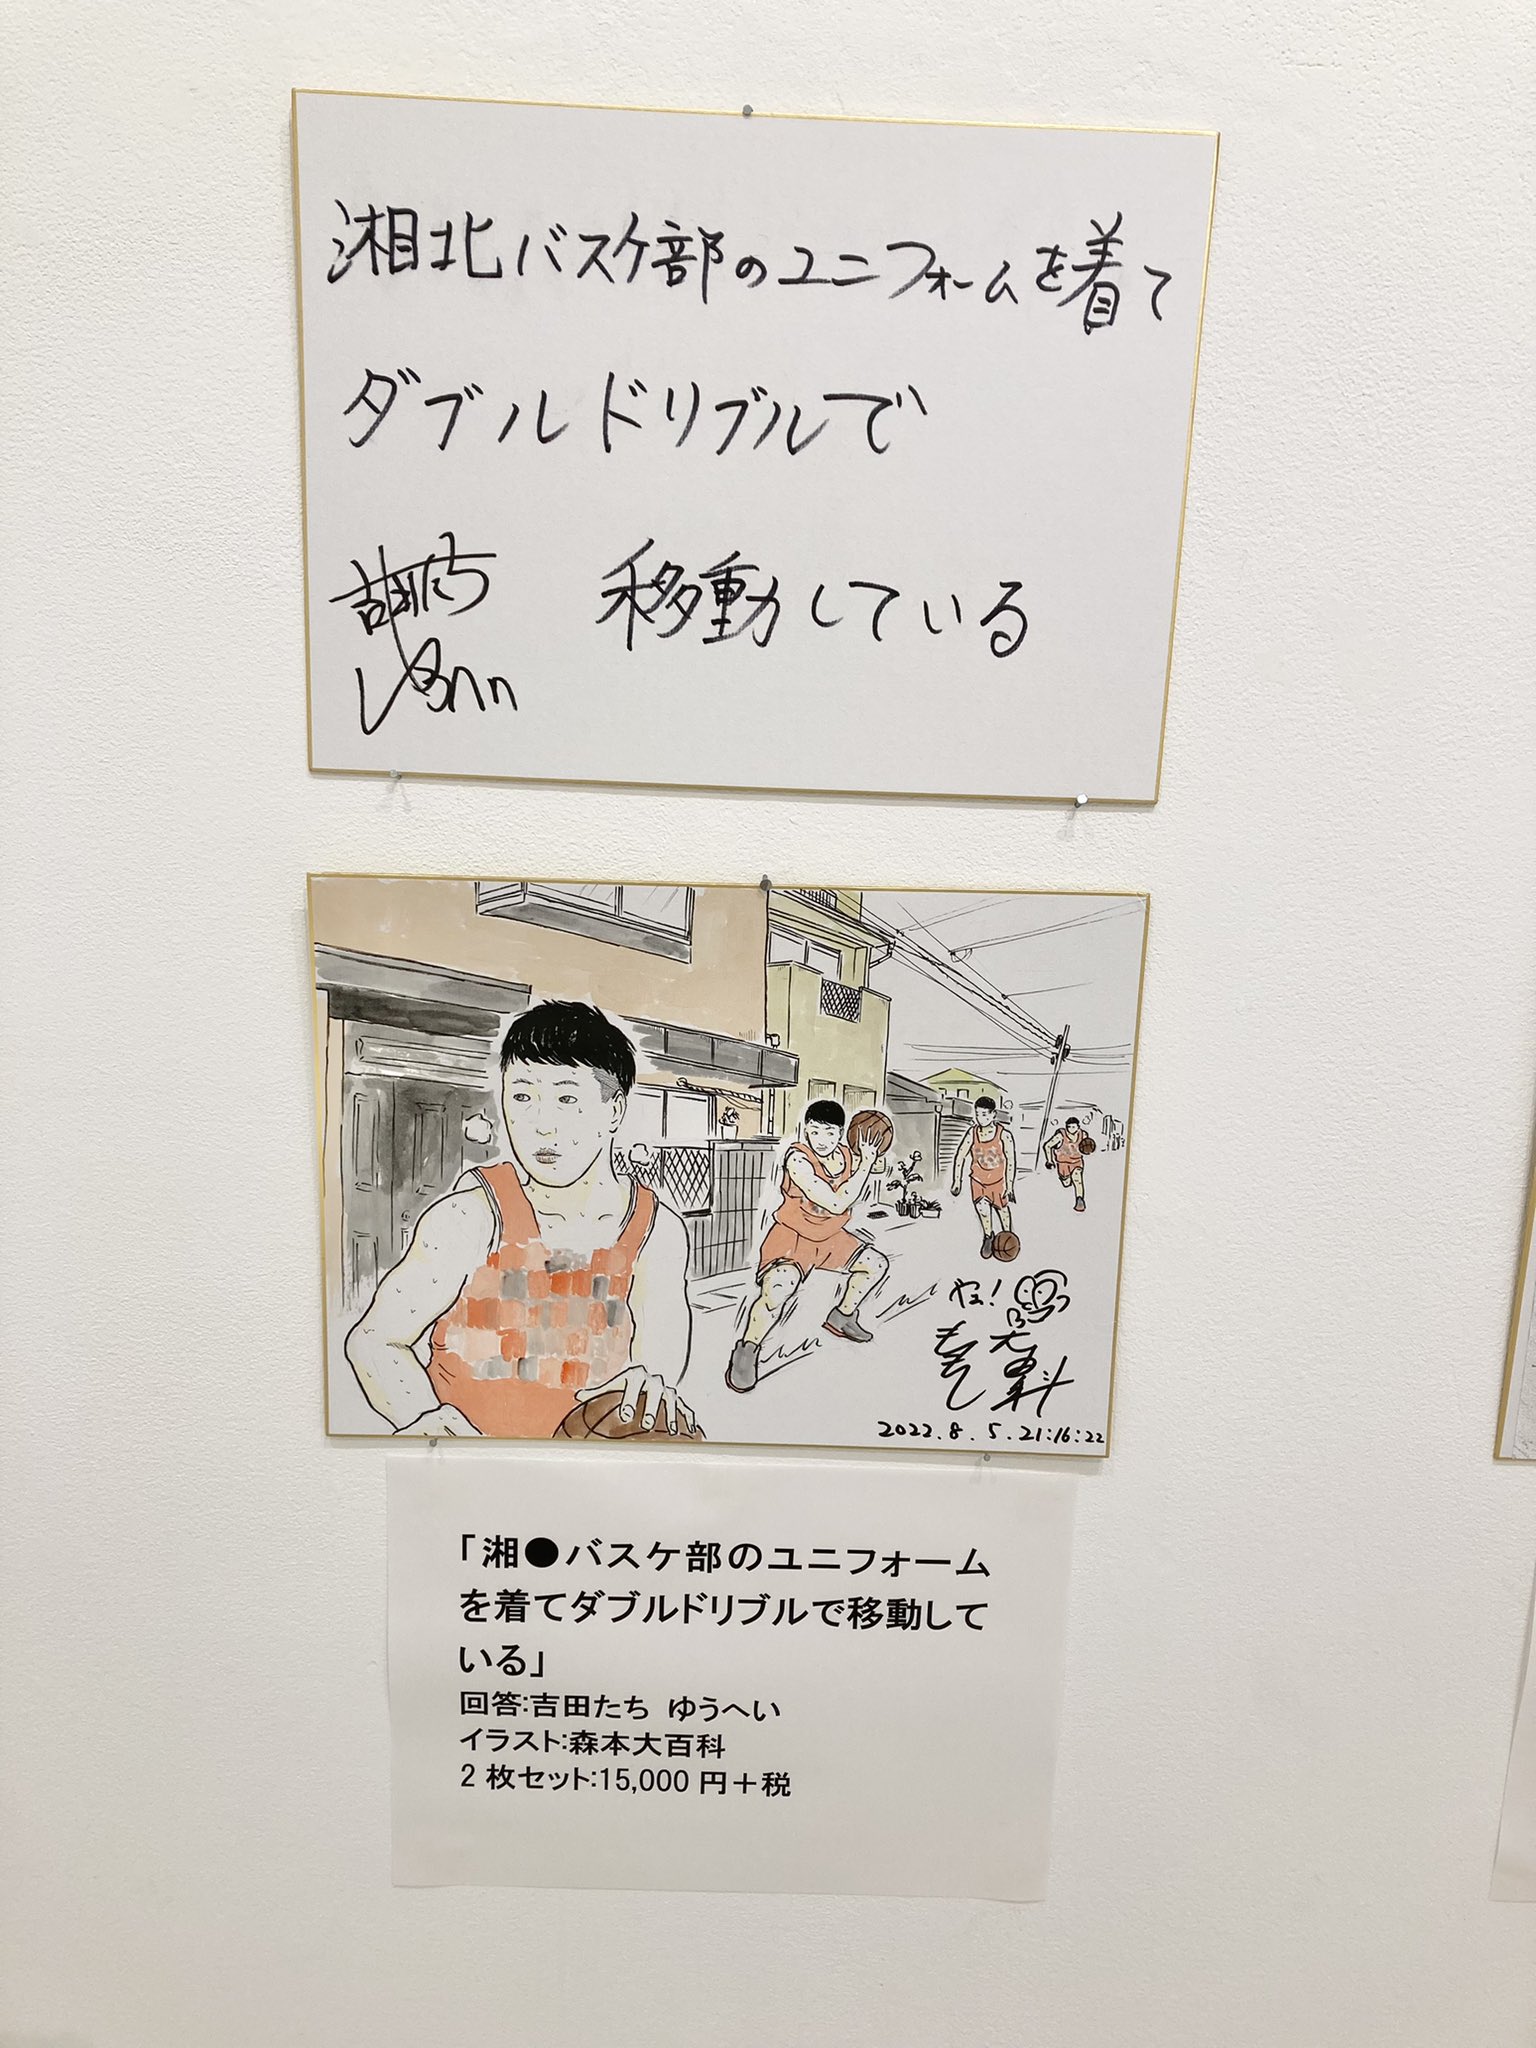 湘北バスケ部のユニフォームを着て
ダブルドリブルで
移動している
2022.8.5.21:16:22
「湘●バスケ部のユニフォーム
を着てダブルドリブルで移動して
いる」
回答:吉田たち ゆうへい
イラスト:森本大百科
2枚セット:15,000円＋税